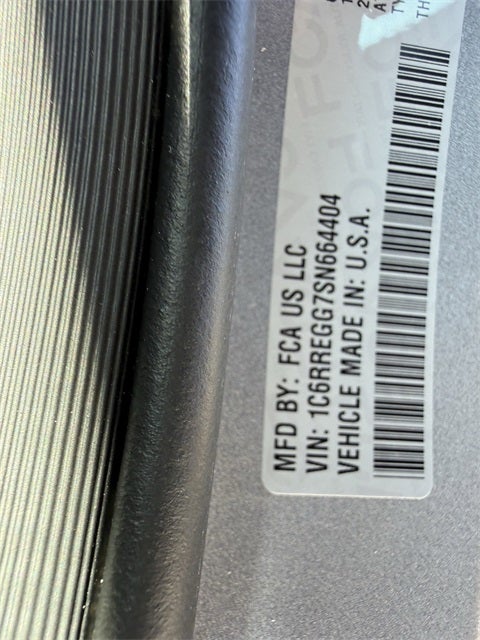 MFD BY: FCA US LLC
VIN: 1C6RREGG7SN664404
VEHICLE MADE IN: U.S.A.